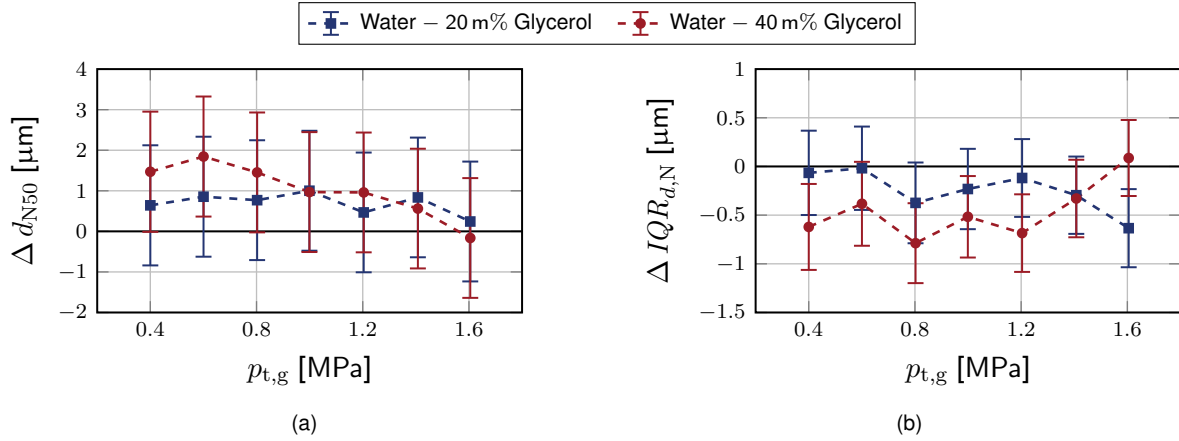 Water − 20 m% Glycerol Water − 40 m% Glycerol
4
3
2
1
0
−1
−2
0.4 0.8 1.2 1.6
Δ d_N50 [µm]
p_t,g [MPa]
(a)
1
0.5
0
−0.5
−1
−1.5
0.4 0.8 1.2 1.6
Δ IQR_d,N [µm]
p_t,g [MPa]
(b)